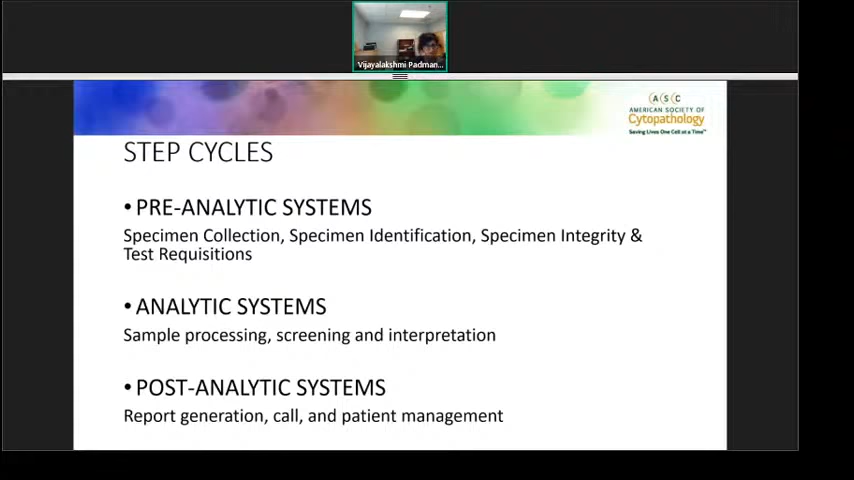 Vijayalakshmi Padman...
A S C
AMERICAN SOCIETY OF
Cytopathology
Saving Lives One Cell at a Time™
STEP CYCLES
• PRE-ANALYTIC SYSTEMS
Specimen Collection, Specimen Identification, Specimen Integrity &
Test Requisitions
• ANALYTIC SYSTEMS
Sample processing, screening and interpretation
• POST-ANALYTIC SYSTEMS
Report generation, call, and patient management